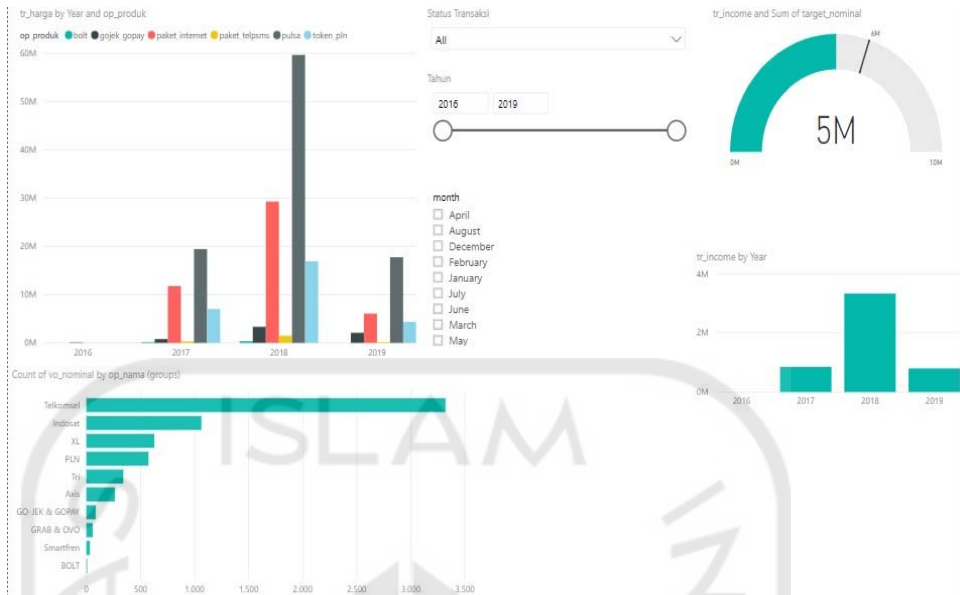 tr_harga by Year and op_produk
op_produk bolt gojek gopay paket internet paket telpsms pulsa token_pln
60M
50M
40M
30M
20M
10M
0M
2016 2017 2018 2019
Status Transaksi
All
Tahun
2016 2019
month
April
August
December
February
January
July
June
March
May
tr_income and Sum of target_nominal
6M
5M
0M 10M
tr_income by Year
4M
2M
0M
2016 2017 2018 2019
Count of vo_nominal by op_nama (groups)
Telkomsel
Indosat
XL
PLN
Tri
Axis
GO-JEK & GOPAY
GRAB & OVO
Smartfren
BOLT
0 500 1.000 1.500 2.000 2.500 3.000 3.500
ISLAM